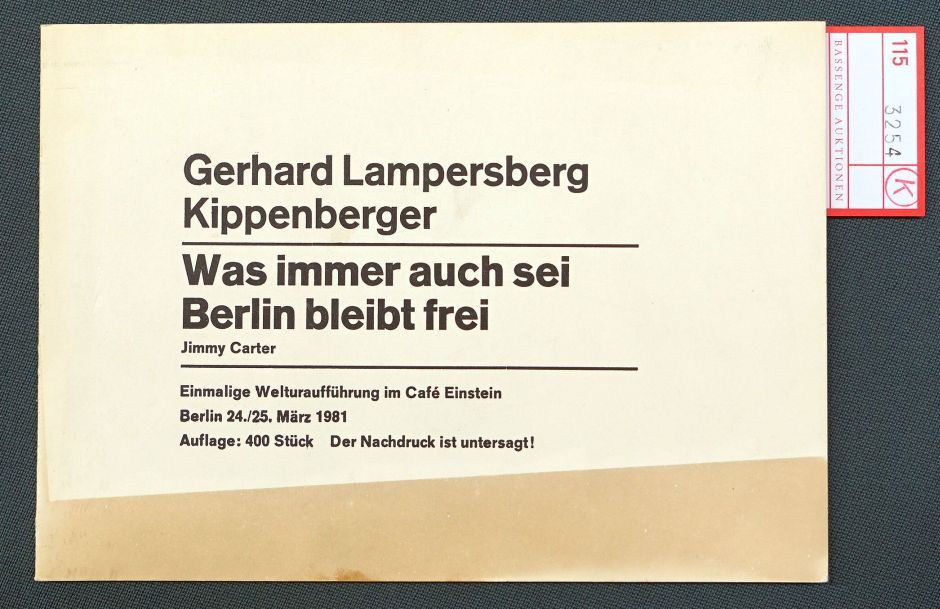 Gerhard Lampersberg
Kippenberger
Was immer auch sei
Berlin bleibt frei
Jimmy Carter
Einmalige Welturaufführung im Café Einstein
Berlin 24./25. März 1981
Auflage: 400 Stück Der Nachdruck ist untersagt!
115
3254
K
BASSENGE AUKTIONEN